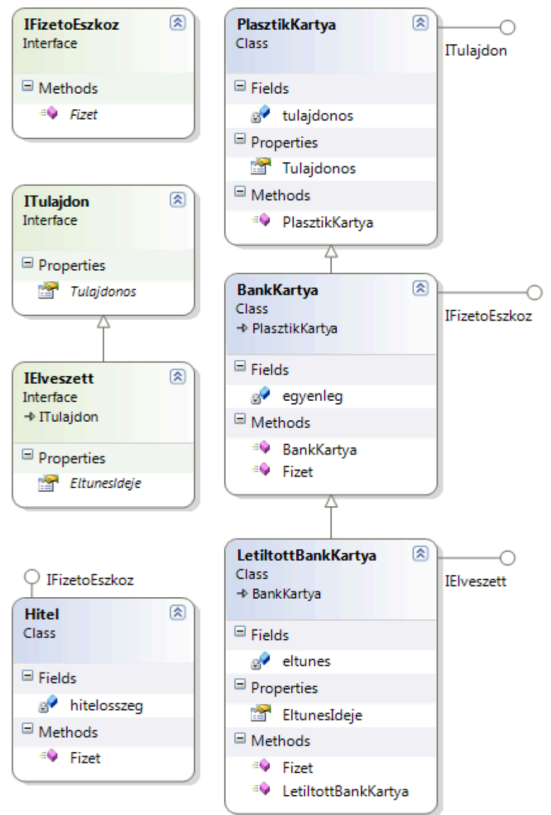 IFizetoEszkoz
Interface
Methods
Fizet
ITulajdon
Interface
Properties
Tulajdonos
IElveszett
Interface
ITulajdon
Properties
EltunesIdeje
IFizetoEszkoz
Hitel
Class
Fields
hitelosszeg
Methods
Fizet
PlasztikKartya
Class
ITulajdon
Fields
tulajdonos
Properties
Tulajdonos
Methods
PlasztikKartya
BankKartya
Class
PlasztikKartya
IFizetoEszkoz
Fields
egyenleg
Methods
BankKartya
Fizet
LetiltottBankKartya
Class
BankKartya
IElveszett
Fields
eltunes
Properties
EltunesIdeje
Methods
Fizet
LetiltottBankKartya